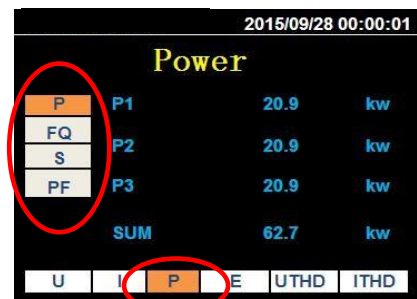 2015/09/28 00:00:01
Power
P P1 20.9 kw
FQ
S P2 20.9 kw
PF P3 20.9 kw
SUM 62.7 kw
U I P E UTHD ITHD